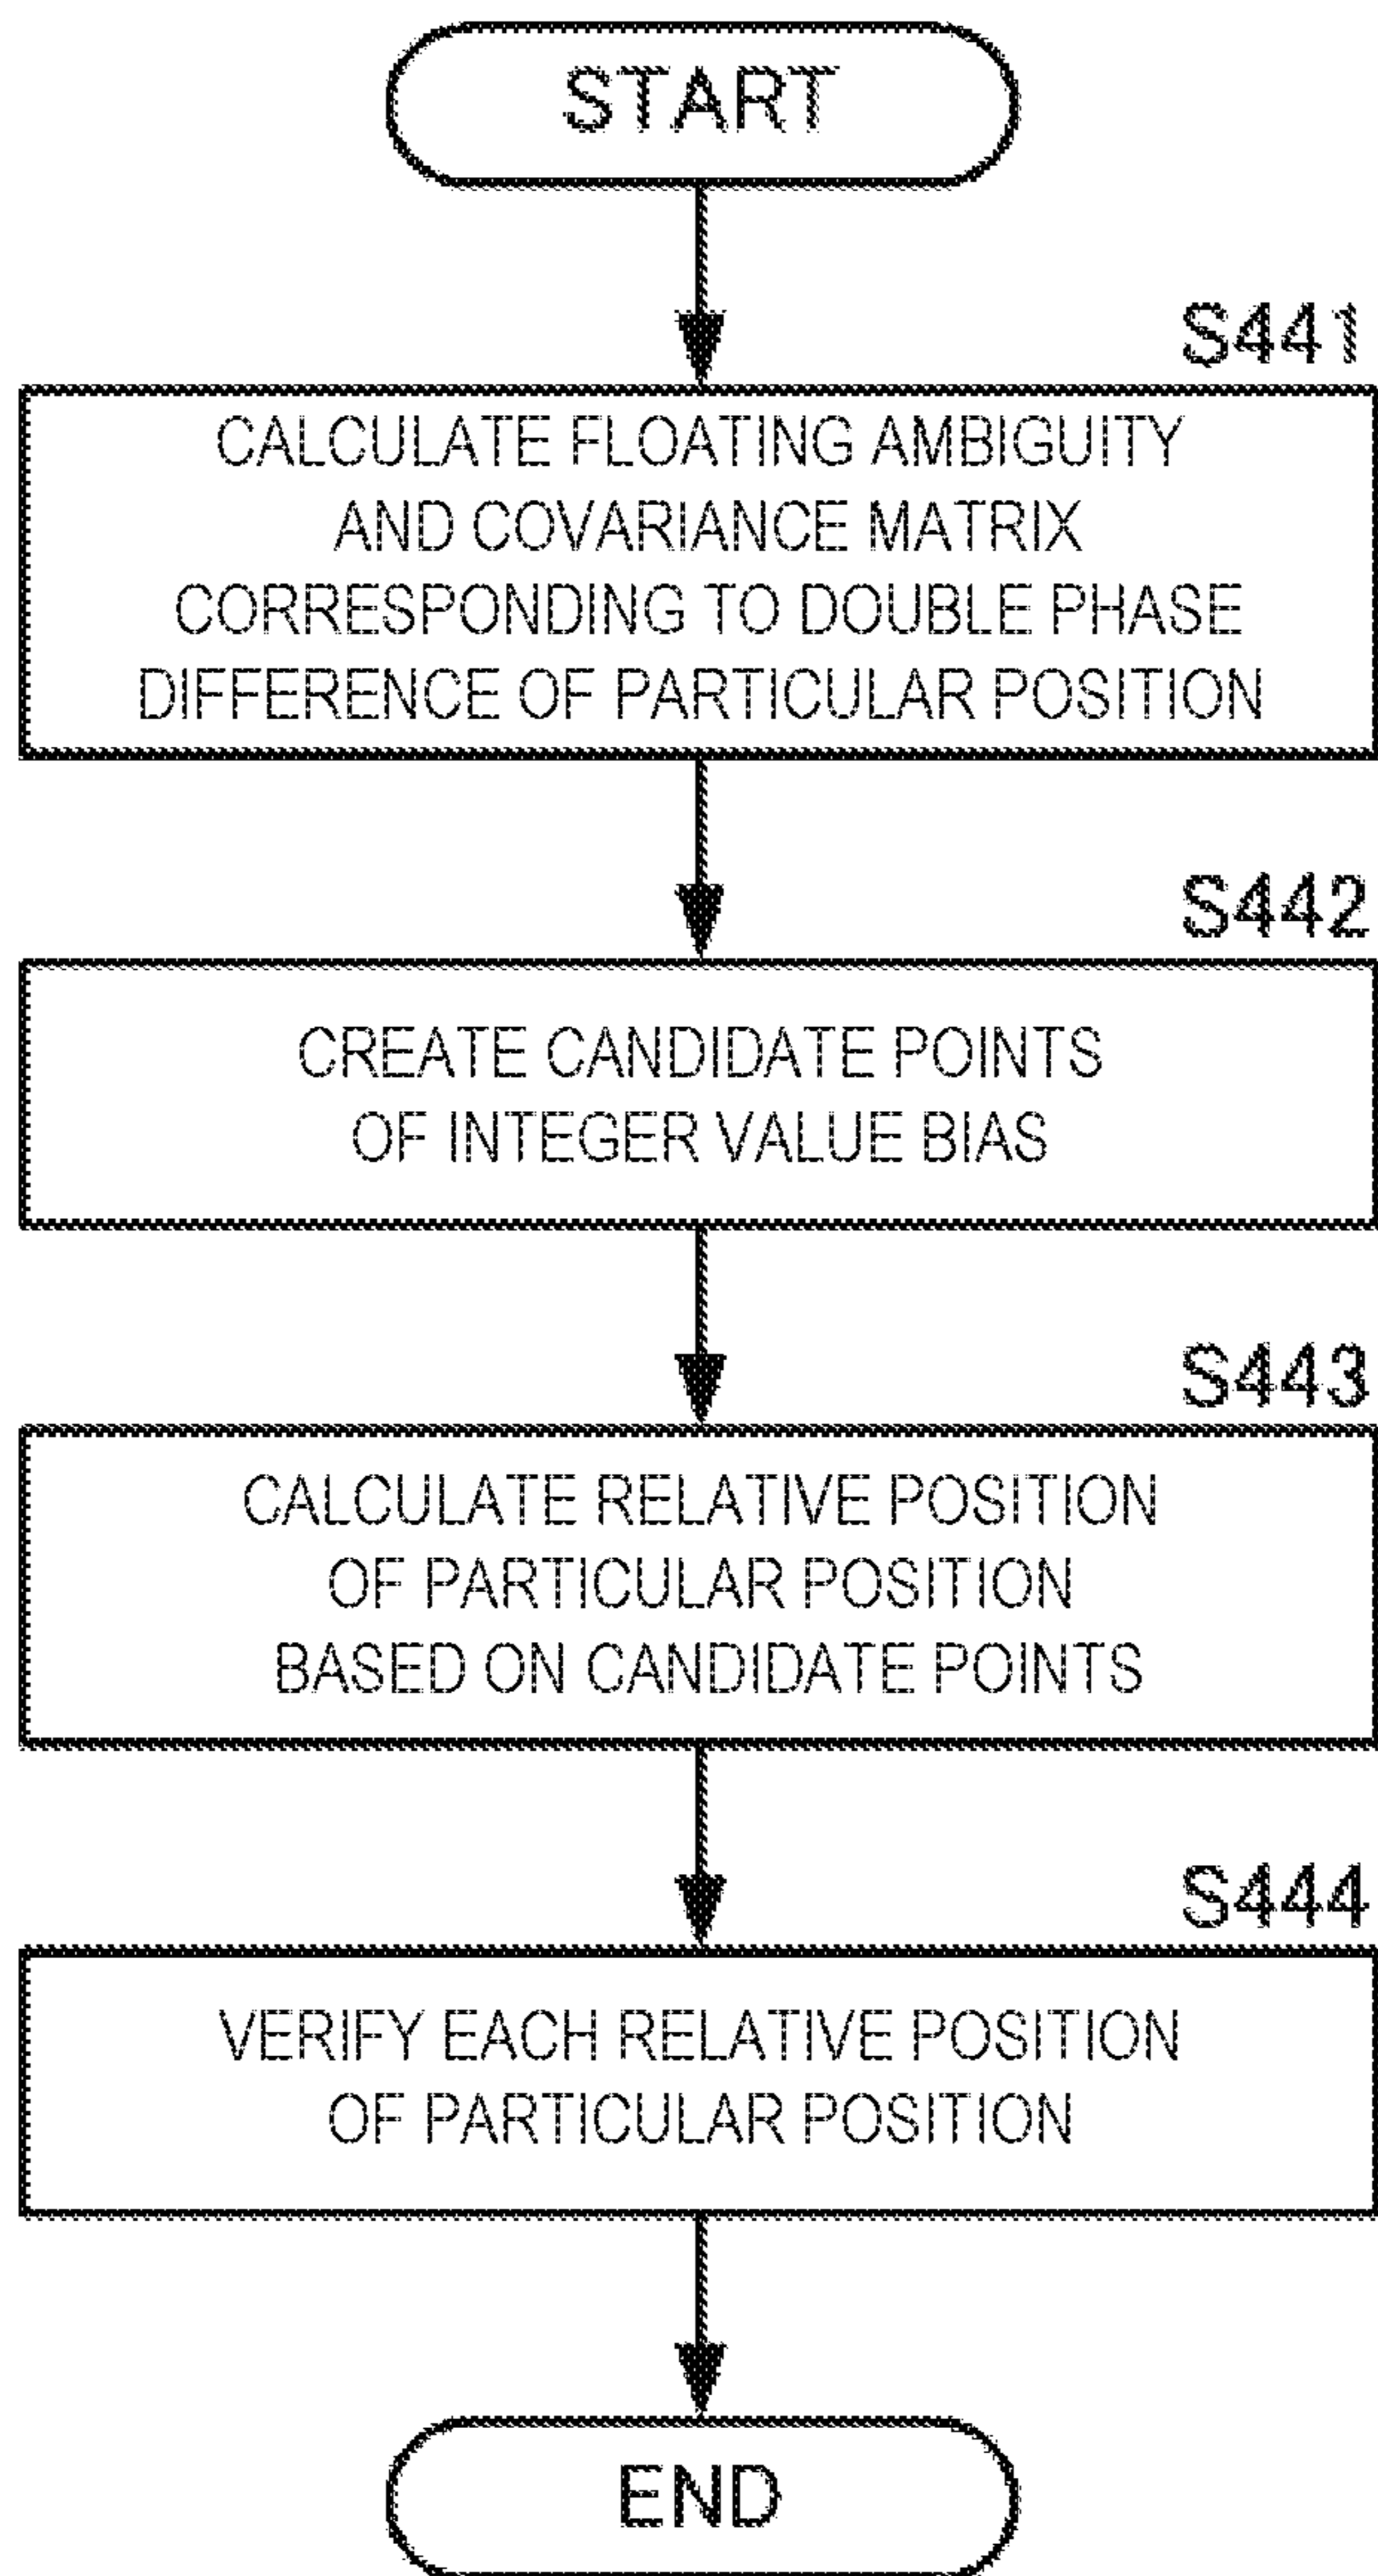 START
S441
CALCULATE FLOATING AMBIGUITY
AND COVARIANCE MATRIX
CORRESPONDING TO DOUBLE PHASE
DIFFERENCE OF PARTICULAR POSITION
S442
CREATE CANDIDATE POINTS
OF INTEGER VALUE BIAS
S443
CALCULATE RELATIVE POSITION
OF PARTICULAR POSITION
BASED ON CANDIDATE POINTS
S444
VERIFY EACH RELATIVE POSITION
OF PARTICULAR POSITION
END